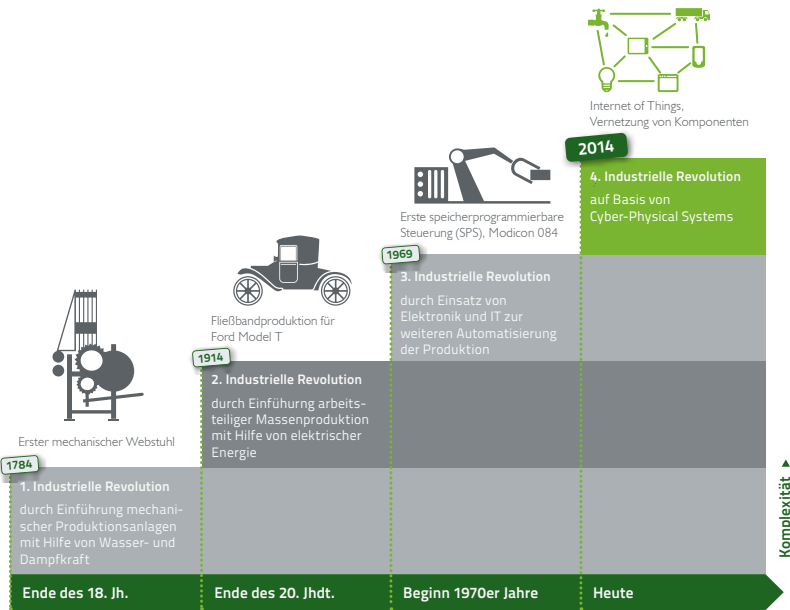 Internet of Things,
Vernetzung von Komponenten
2014
4. Industrielle Revolution
auf Basis von
Cyber-Physical Systems
Erste speicherprogrammierbare
Steuerung (SPS), Modicon 084
1969
3. Industrielle Revolution
durch Einsatz von
Elektronik und IT zur
weiteren Automatisierung
der Produktion
Fließbandproduktion für
Ford Model T
1914
2. Industrielle Revolution
durch Einfühurng arbeits-
teiliger Massenproduktion
mit Hilfe von elektrischer
Energie
Erster mechanischer Webstuhl
1784
1. Industrielle Revolution
durch Einführung mechani-
scher Produktionsanlagen
mit Hilfe von Wasser- und
Dampfkraft
Komplexität
Ende des 18. Jh.
Ende des 20. Jhdt.
Beginn 1970er Jahre
Heute